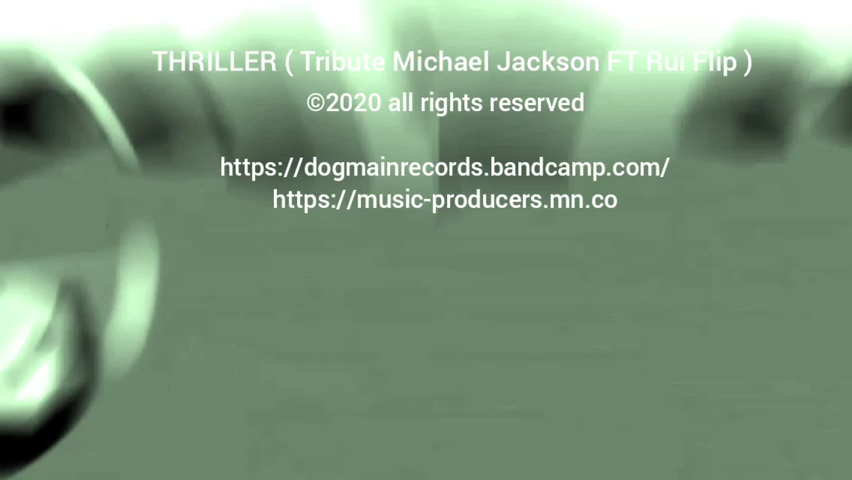 THRILLER ( Tribute Michael Jackson FT Rui Flip )
©2020 all rights reserved
https://dogmainrecords.bandcamp.com/
https://music-producers.mn.co